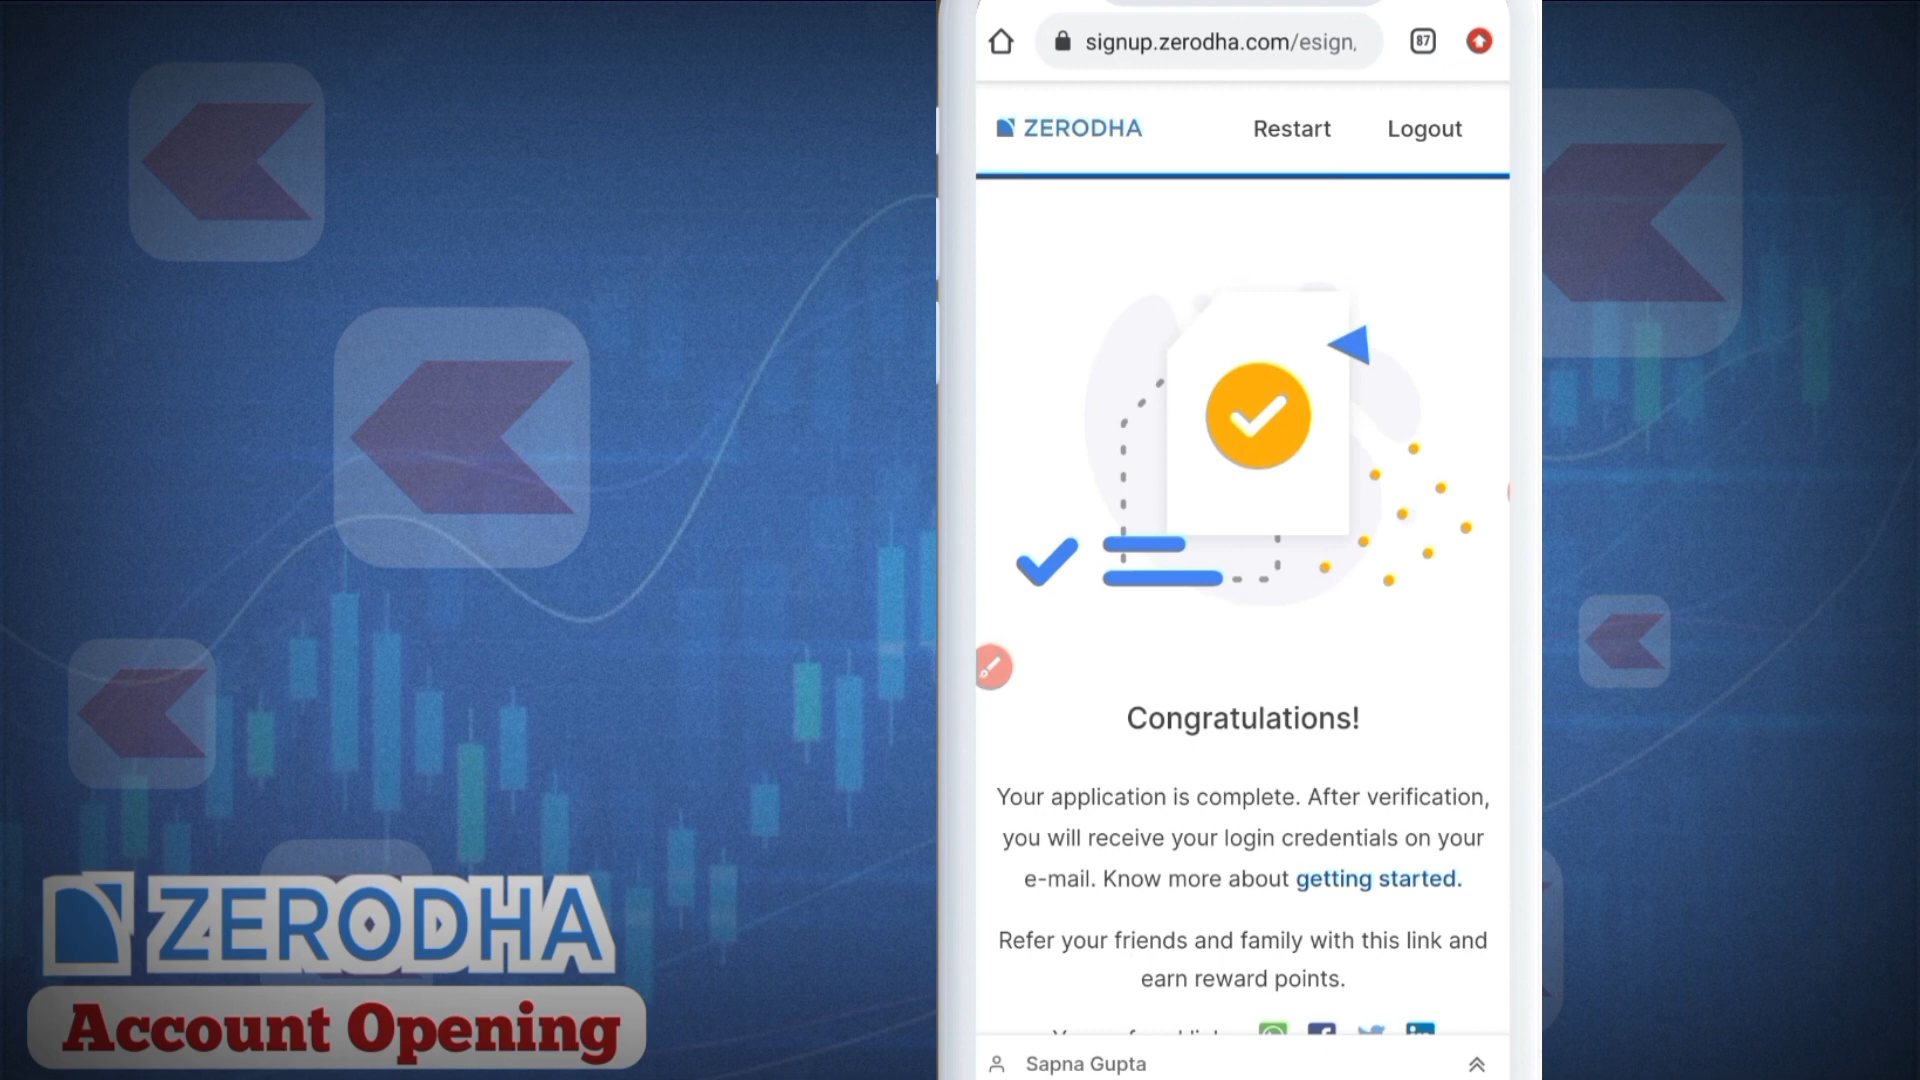 signup.zerodha.com/esign,
87
ZERODHA
Restart
Logout
Congratulations!
Your application is complete. After verification,
you will receive your login credentials on your
e-mail. Know more about getting started.
Refer your friends and family with this link and
earn reward points.
Sapna Gupta
ZERODHA
Account Opening